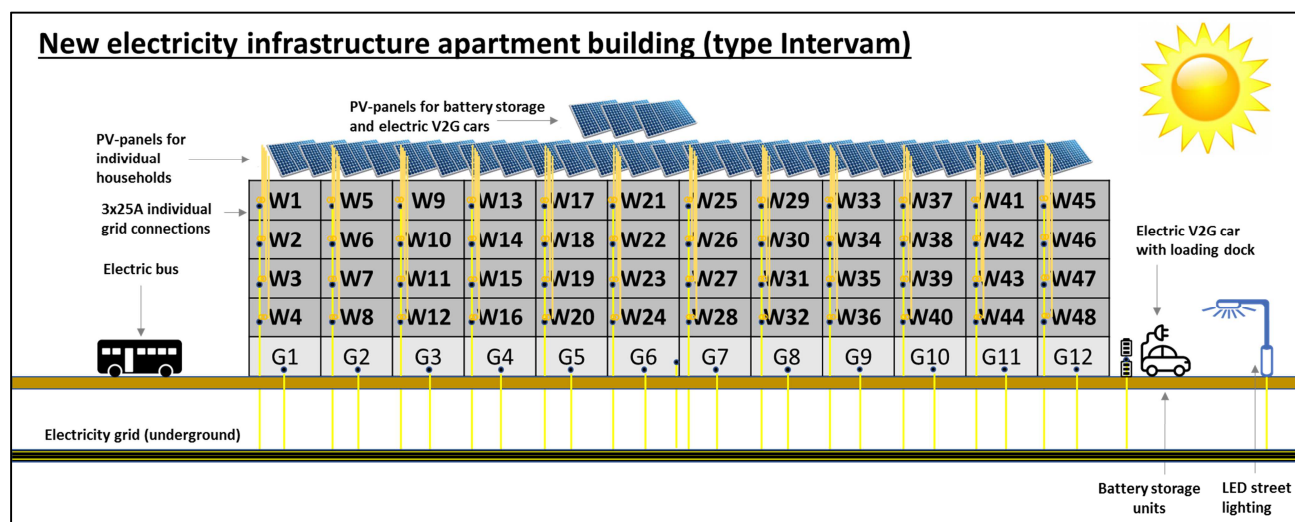 New electricity infrastructure apartment building (type Intervam)
PV-panels for battery storage
and electric V2G cars
PV-panels for
individual
households
3x25A individual
grid connections
Electric bus
W1 W5 W9 W13 W17 W21 W25 W29 W33 W37 W41 W45
W2 W6 W10 W14 W18 W22 W26 W30 W34 W38 W42 W46
W3 W7 W11 W15 W19 W23 W27 W31 W35 W39 W43 W47
W4 W8 W12 W16 W20 W24 W28 W32 W36 W40 W44 W48
G1 G2 G3 G4 G5 G6 G7 G8 G9 G10 G11 G12
Electric V2G car
with loading dock
Electricity grid (underground)
Battery storage
units
LED street
lighting